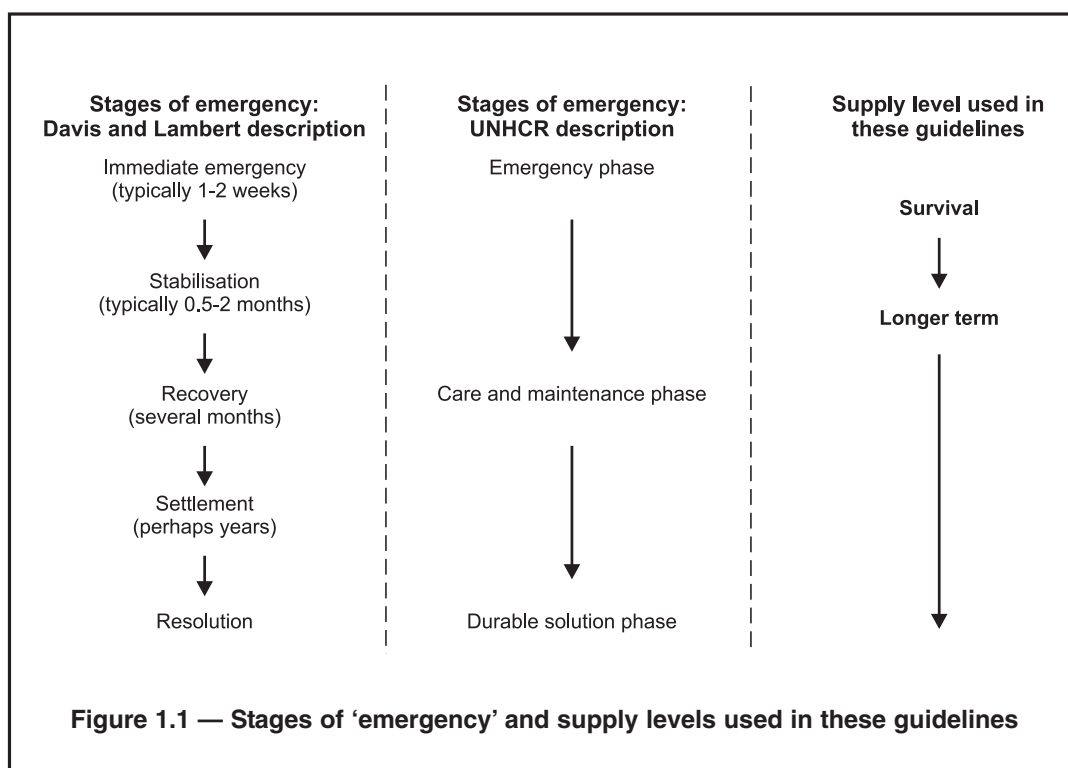 Stages of emergency:
Davis and Lambert description
Immediate emergency
(typically 1-2 weeks)
Stabilisation
(typically 0.5-2 months)
Recovery
(several months)
Settlement
(perhaps years)
Resolution
Stages of emergency:
UNHCR description
Emergency phase
Care and maintenance phase
Durable solution phase
Supply level used in
these guidelines
Survival
Longer term
Figure 1.1 — Stages of ‘emergency’ and supply levels used in these guidelines